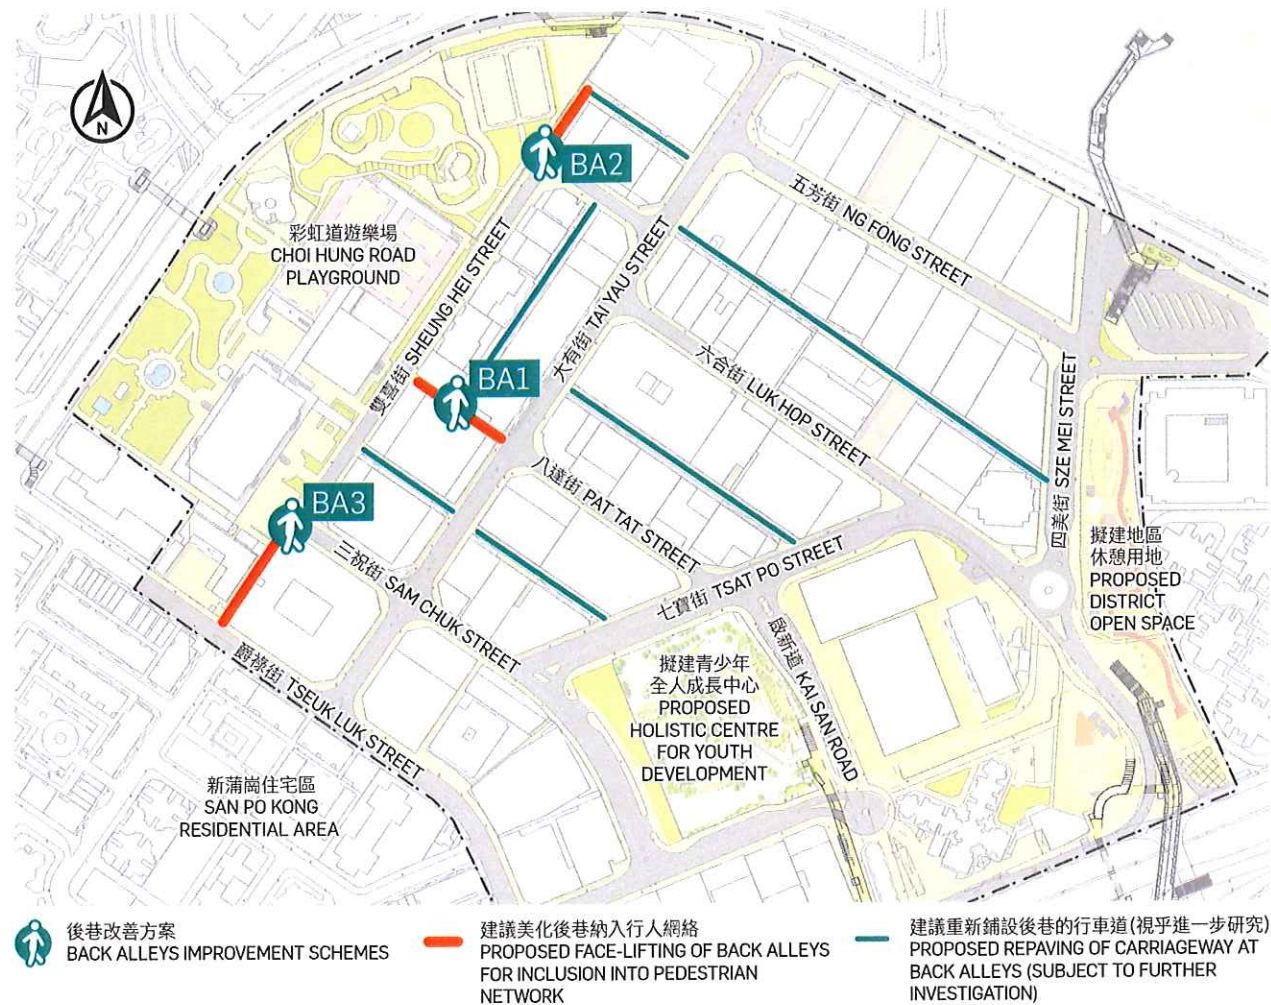 N
BA2
五芳街 NG FONG STREET
彩虹道遊樂場
CHOI HUNG ROAD
PLAYGROUND
雙喜街 SHEUNG HEI STREET
大有街 TAI YAU STREET
BA1
六合街 LUK HOP STREET
四美街 SZE MEI STREET
BA3
八達街 PAT TAT STREET
三祝街 SAM CHUK STREET
七寶街 TSAT PO STREET
擬建地區
休憩用地
PROPOSED
DISTRICT
OPEN SPACE
爵祿街 TSEUK LUK STREET
擬建青少年
全人成長中心
PROPOSED
HOLISTIC CENTRE
FOR YOUTH
DEVELOPMENT
啟新道 KAI SAN ROAD
新蒲崗住宅區
SAN PO KONG
RESIDENTIAL AREA
後巷改善方案
BACK ALLEYS IMPROVEMENT SCHEMES
建議美化後巷納入行人網絡
PROPOSED FACE-LIFTING OF BACK ALLEYS
FOR INCLUSION INTO PEDESTRIAN
NETWORK
建議重新鋪設後巷的行車道(視乎進一步研究)
PROPOSED REPAVING OF CARRIAGEWAY AT
BACK ALLEYS (SUBJECT TO FURTHER
INVESTIGATION)